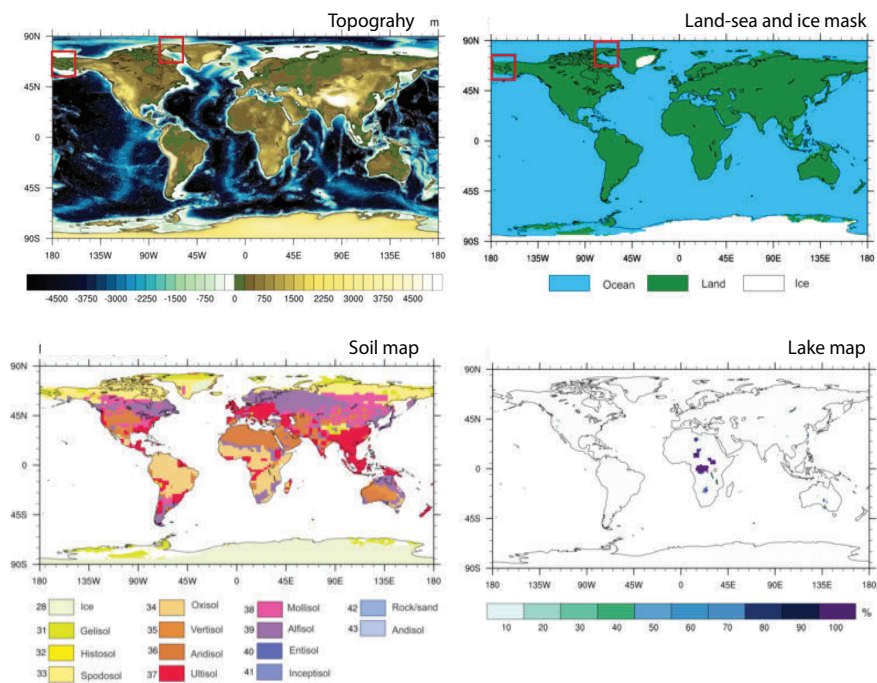 Topograhy m
90N
45N
0
45S
90S
180 135W 90W 45W 0 45E 90E 135E 180
-4500 -3750 -3000 -2250 -1500 -750 0 750 1500 2250 3000 3750 4500
Land-sea and ice mask
90N
45N
0
45S
90S
180 135W 90W 45W 0 45E 90E 135E 180
Ocean Land Ice
Soil map
90N
45N
0
45S
90S
180 135W 90W 45W 0 45E 90E 135E 180
28 Ice
31 Gelisol
32 Histosol
33 Spodosol
34 Oxisol
35 Vertisol
36 Aridisol
37 Ultisol
38 Mollisol
39 Alfisol
40 Entisol
41 Inceptisol
42 Rock/sand
43 Andisol
Lake map
90N
45N
0
45S
90S
180 135W 90W 45W 0 45E 90E 135E 180
10 20 30 40 50 60 70 80 90 100 %